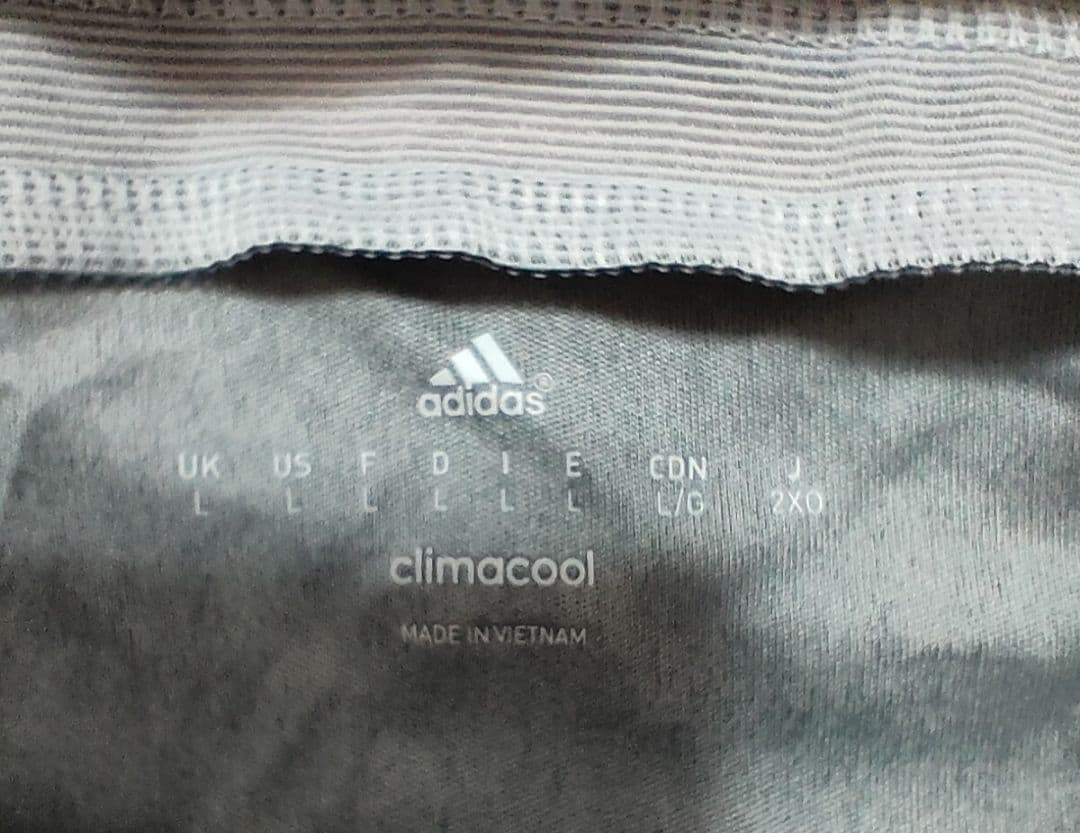 adidas®
UK US F D I E CDN J
L L L L L L L/G 2XO
climacool
MADE IN VIETNAM